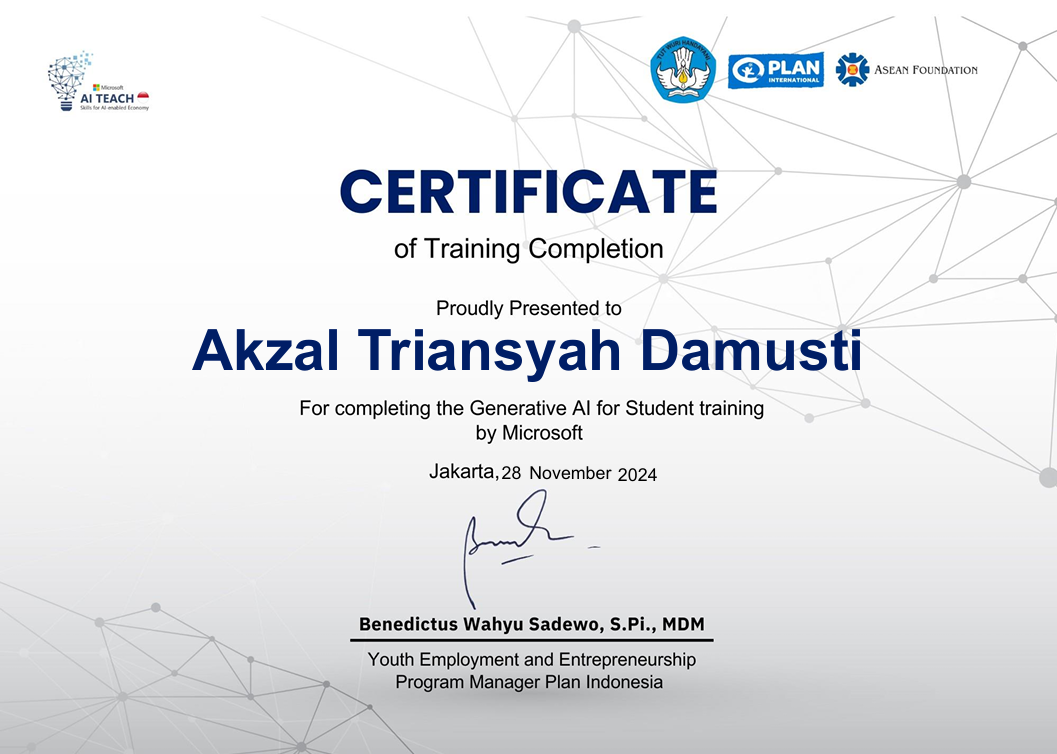 Microsoft
AI TEACH
Skills for AI-enabled Economy
TUT WURI HANDAYANI
PLAN
INTERNATIONAL
ASEAN FOUNDATION
CERTIFICATE
of Training Completion
Proudly Presented to
Akzal Triansyah Damusti
For completing the Generative AI for Student training
by Microsoft
Jakarta, 28 November 2024
Benedictus Wahyu Sadewo, S.Pi., MDM
Youth Employment and Entrepreneurship
Program Manager Plan Indonesia